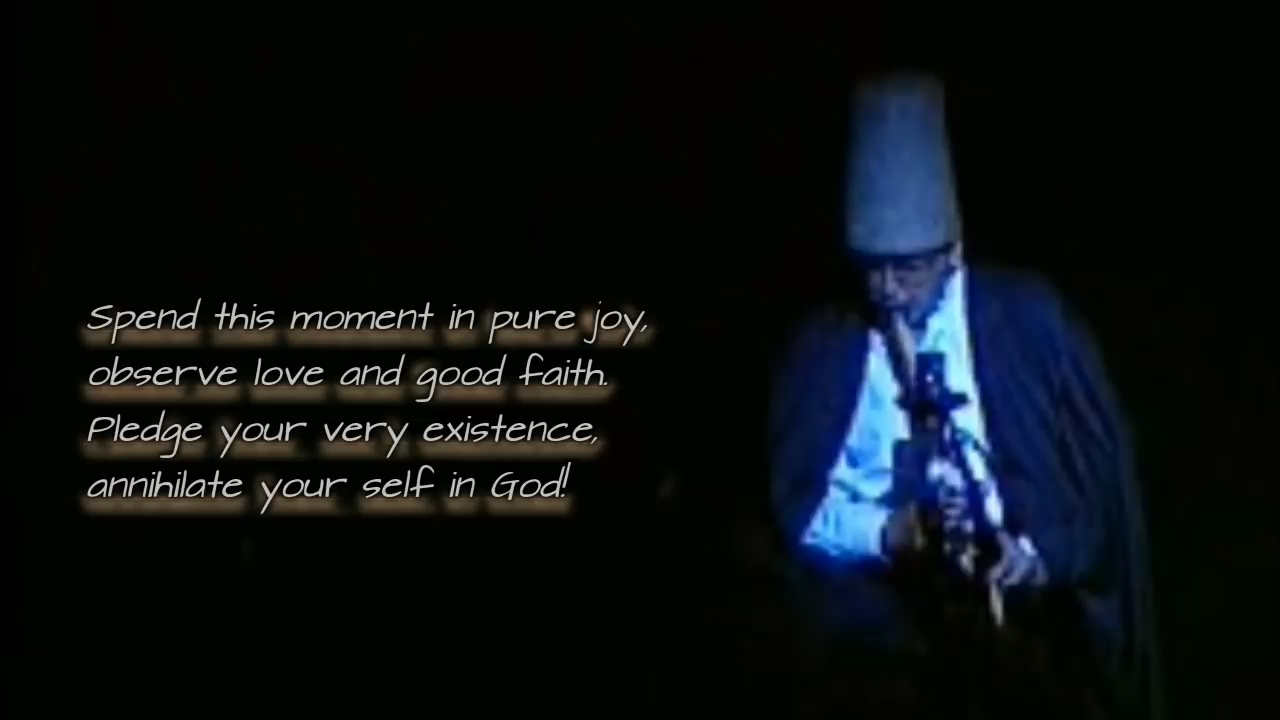 Spend this moment in pure joy,
observe love and good faith.
Pledge your very existence,
annihilate your self in God!